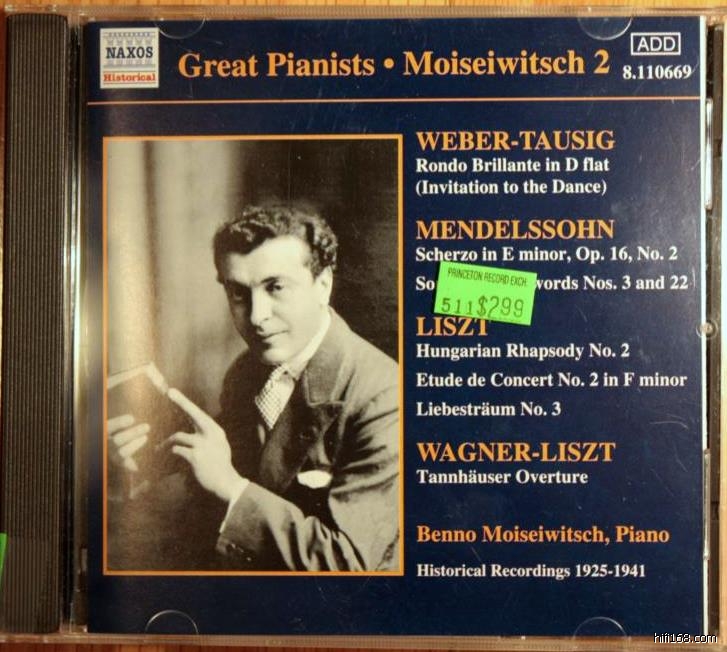 NAXOS
Historical
Great Pianists • Moiseiwitsch 2
ADD
8.110669
WEBER-TAUSIG
Rondo Brillante in D flat
(Invitation to the Dance)
MENDELSSOHN
Scherzo in E minor, Op. 16, No. 2
So words Nos. 3 and 22
PRINCETON RECORD EXCH.
511$2.99
LISZT
Hungarian Rhapsody No. 2
Etude de Concert No. 2 in F minor
Liebesträum No. 3
WAGNER-LISZT
Tannhäuser Overture
Benno Moiseiwitsch, Piano
Historical Recordings 1925-1941
hifi168.com